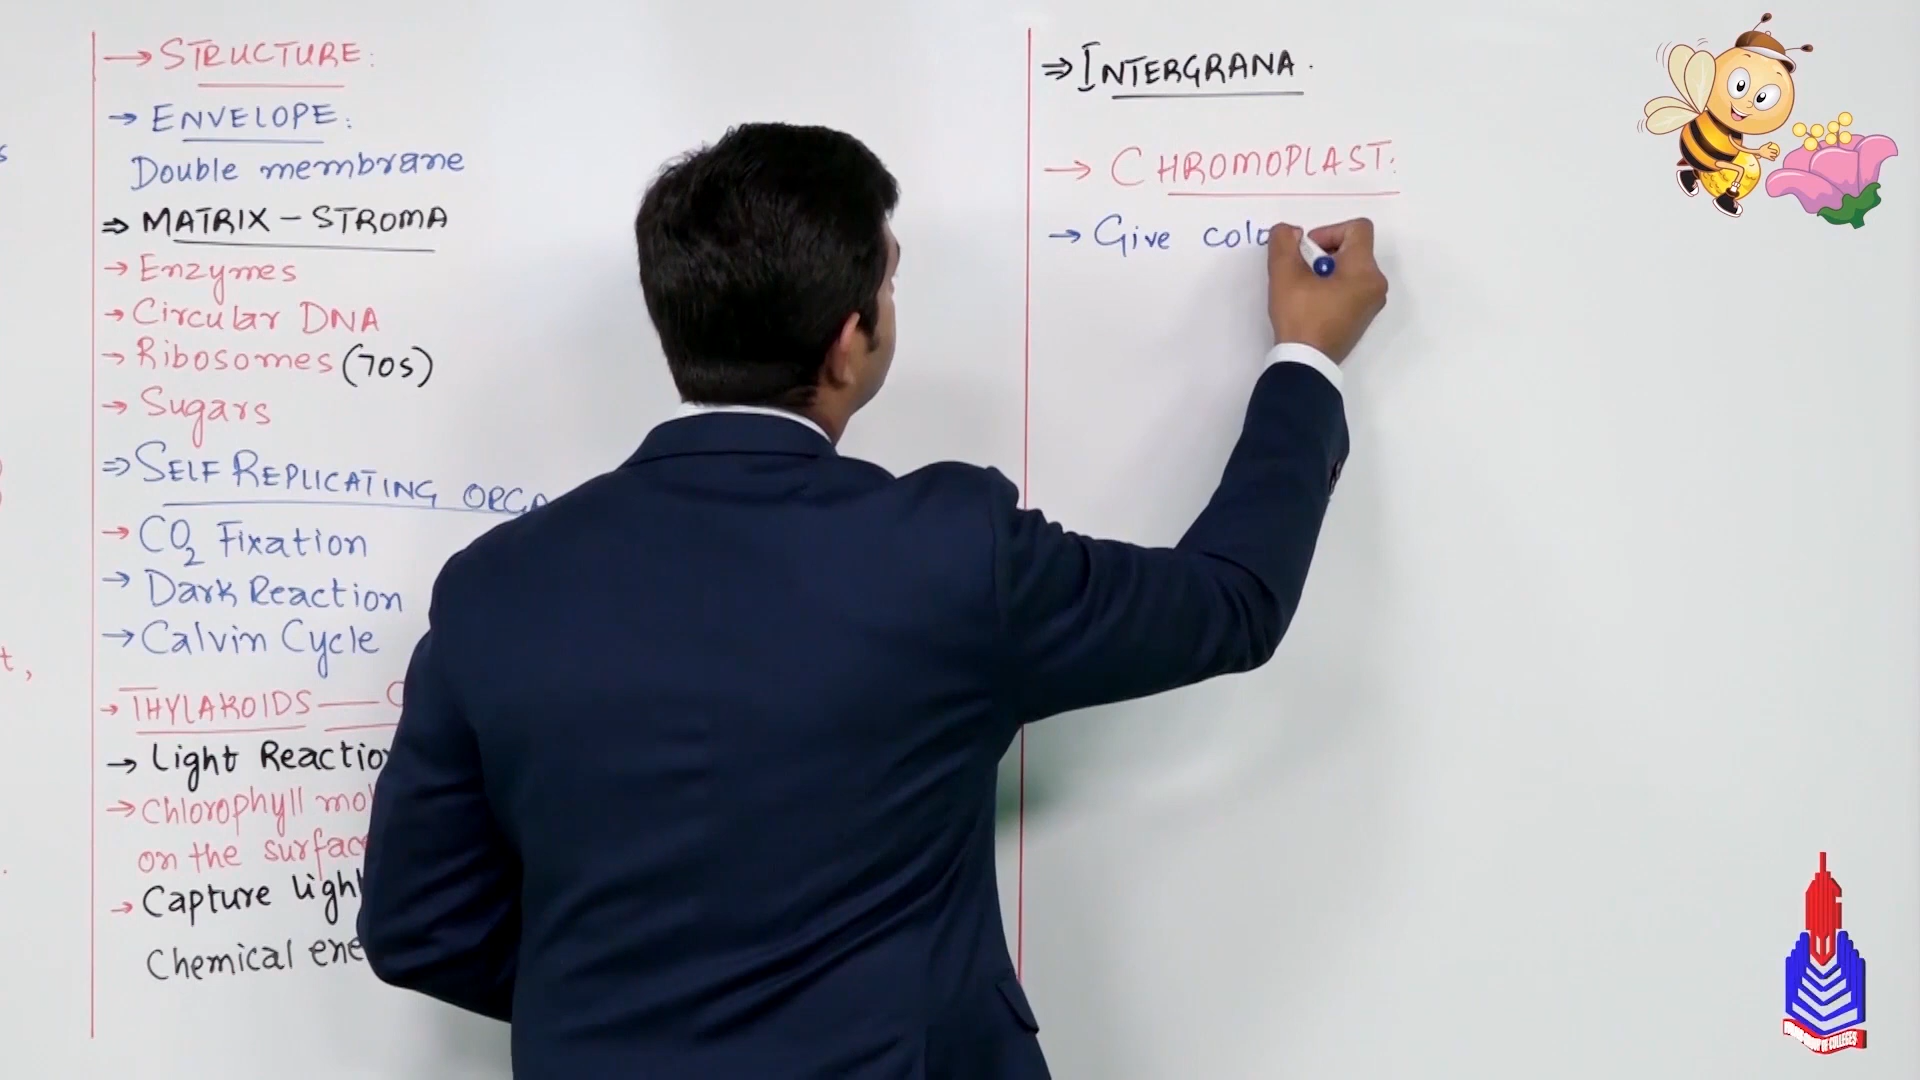 → STRUCTURE:
→ ENVELOPE:
Double membrane
⇒ MATRIX – STROMA
→ Enzymes
→ Circular DNA
→ Ribosomes (70s)
→ Sugars
⇒ SELF REPLICATING ORGA
→ CO₂ Fixation
→ Dark Reaction
→ Calvin Cycle
→ THYLAKOIDS —
→ Light Reaction
→ Chlorophyll mol
on the surface
→ Capture light
Chemical ene
⇒ INTERGRANA.
→ CHROMOPLAST:
→ Give colo